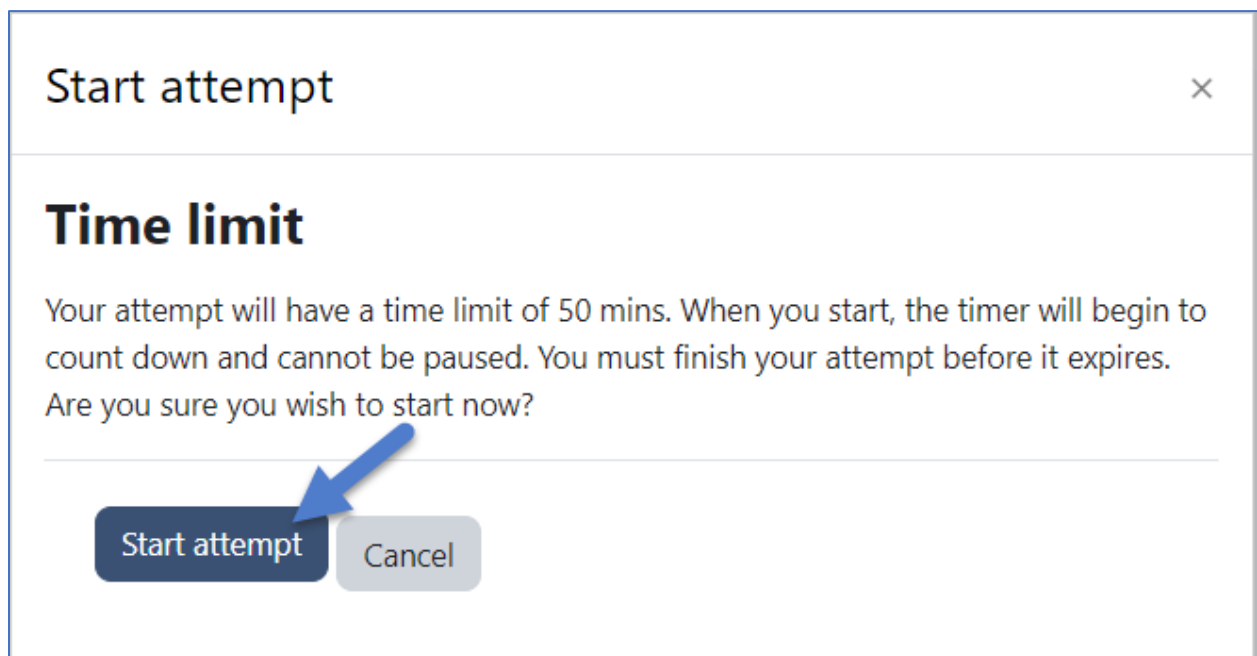 Start attempt ×
Time limit
Your attempt will have a time limit of 50 mins. When you start, the timer will begin to
count down and cannot be paused. You must finish your attempt before it expires.
Are you sure you wish to start now?
Start attempt Cancel